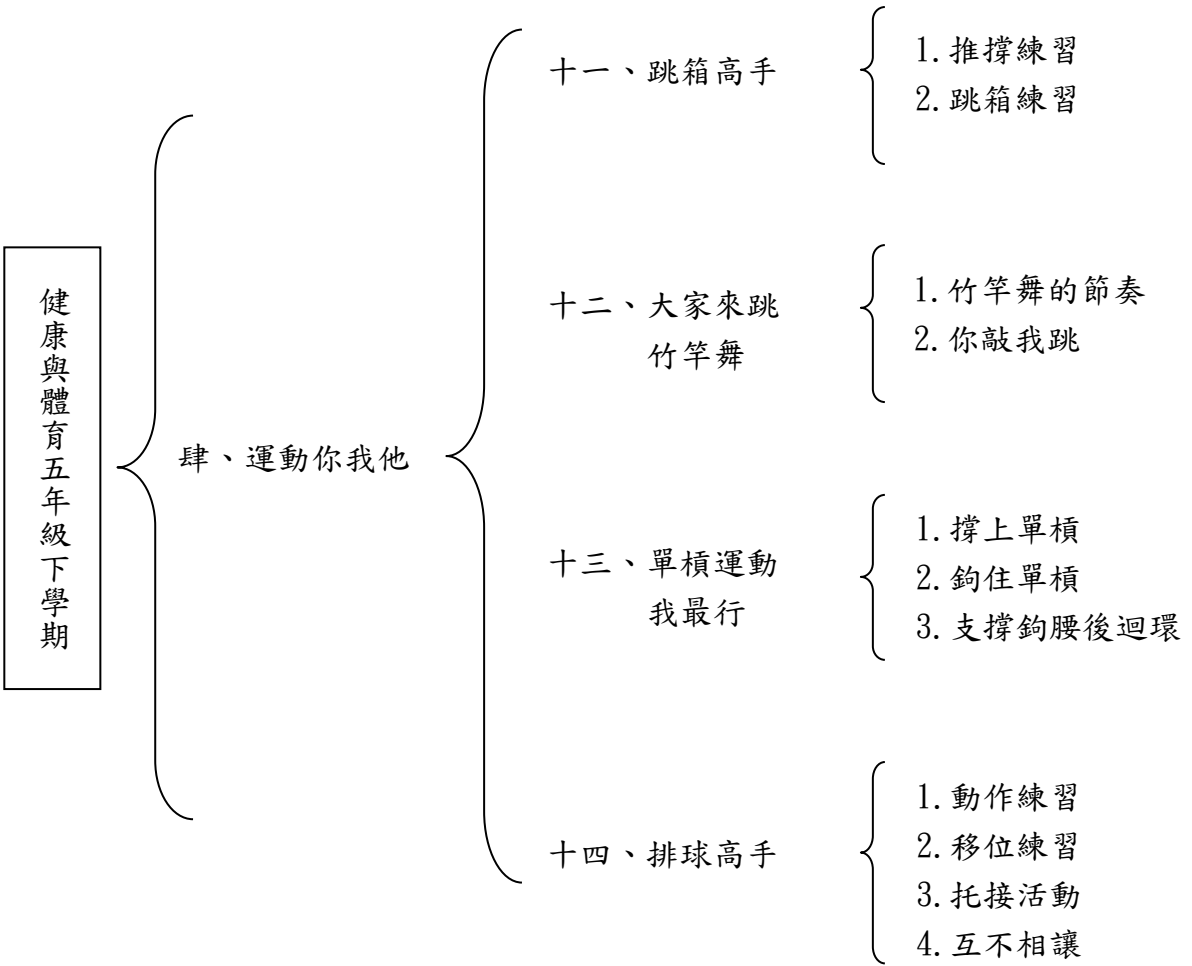 健康與體育五年級下學期
肆、運動你我他
十一、跳箱高手
1.推撐練習
2.跳箱練習
十二、大家來跳
竹竿舞
1.竹竿舞的節奏
2.你敲我跳
十三、單槓運動
我最行
1.撐上單槓
2.鉤住單槓
3.支撐鉤腰後迴環
十四、排球高手
1.動作練習
2.移位練習
3.托接活動
4.互不相讓